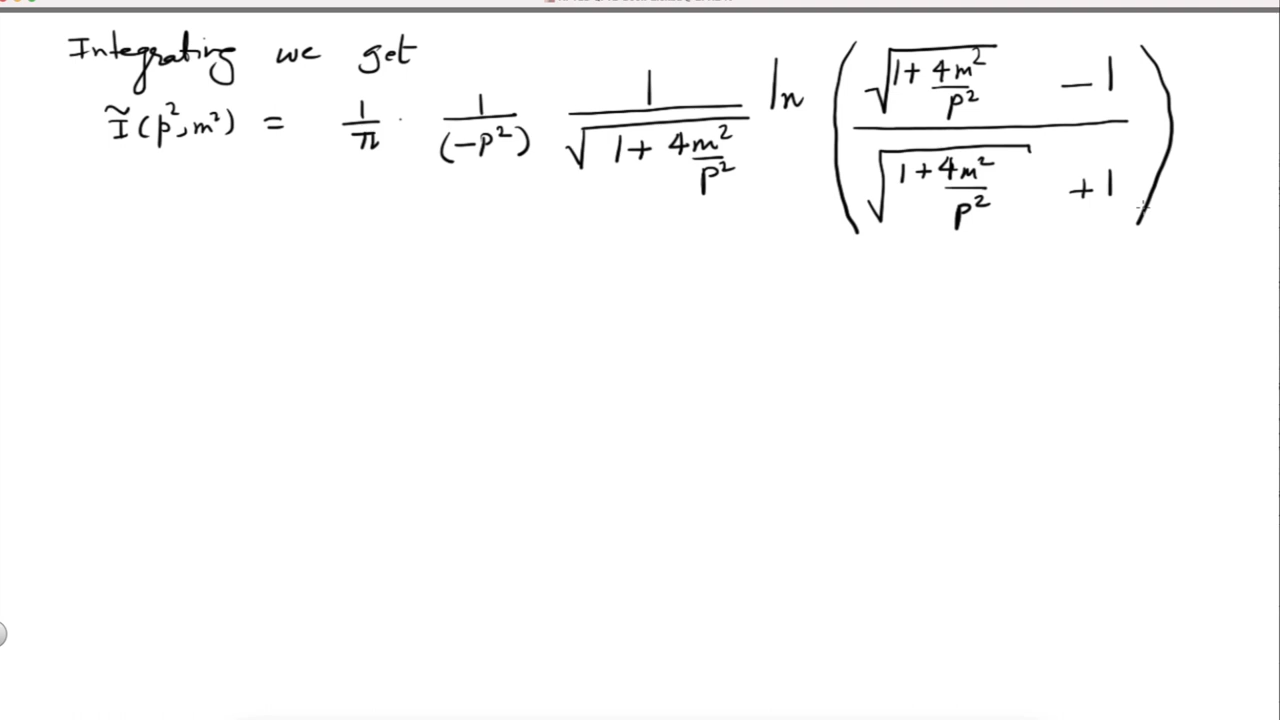 Integrating we get
Ĩ(p²,m²) = 1/π · 1/(-p²) 1/√(1+4m²/p²) ln ( (√(1+4m²/p²) - 1) / (√(1+4m²/p²) + 1) )